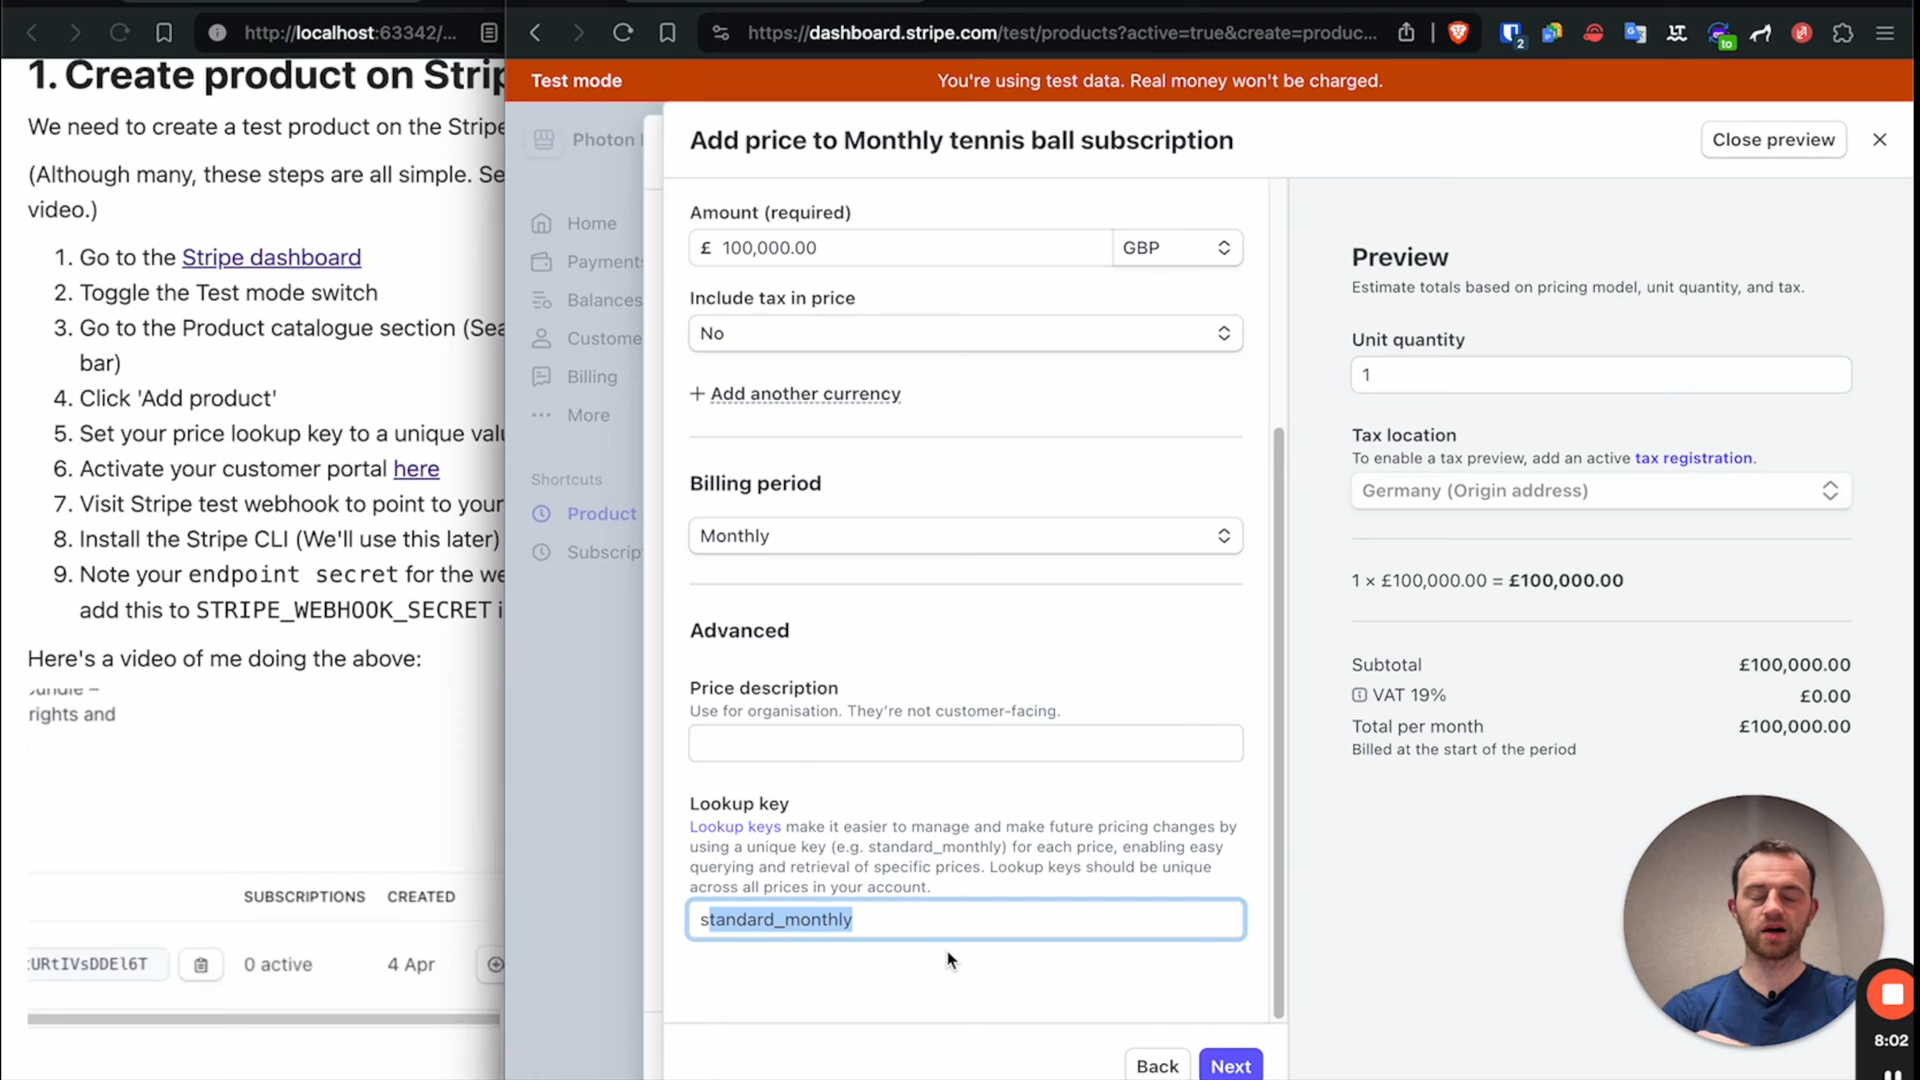 http://localhost:63342/...
1. Create product on Strip
We need to create a test product on the Stripe
(Although many, these steps are all simple. Se
video.)
1. Go to the Stripe dashboard
2. Toggle the Test mode switch
3. Go to the Product catalogue section (Sea
bar)
4. Click 'Add product'
5. Set your price lookup key to a unique val
6. Activate your customer portal here
7. Visit Stripe test webhook to point to your
8. Install the Stripe CLI (We'll use this later)
9. Note your endpoint secret for the we
add this to STRIPE_WEBHOOK_SECRET i
Here's a video of me doing the above:
rights and
SUBSCRIPTIONS CREATED
URtIVsDDEl6T 0 active 4 Apr
https://dashboard.stripe.com/test/products?active=true&create=produc...
2
to
Test mode
You're using test data. Real money won't be charged.
Photon
Home
Payments
Balances
Custome
Billing
More
Shortcuts
Product
Subscrip
Add price to Monthly tennis ball subscription
Close preview
Amount (required)
£ 100,000.00 GBP
Include tax in price
No
Add another currency
Billing period
Monthly
Advanced
Price description
Use for organisation. They're not customer-facing.
Lookup key
Lookup keys make it easier to manage and make future pricing changes by
using a unique key (e.g. standard_monthly) for each price, enabling easy
querying and retrieval of specific prices. Lookup keys should be unique
across all prices in your account.
standard_monthly
Back Next
Preview
Estimate totals based on pricing model, unit quantity, and tax.
Unit quantity
1
Tax location
To enable a tax preview, add an active tax registration.
Germany (Origin address)
1 × £100,000.00 = £100,000.00
Subtotal £100,000.00
VAT 19% £0.00
Total per month £100,000.00
Billed at the start of the period
8:02